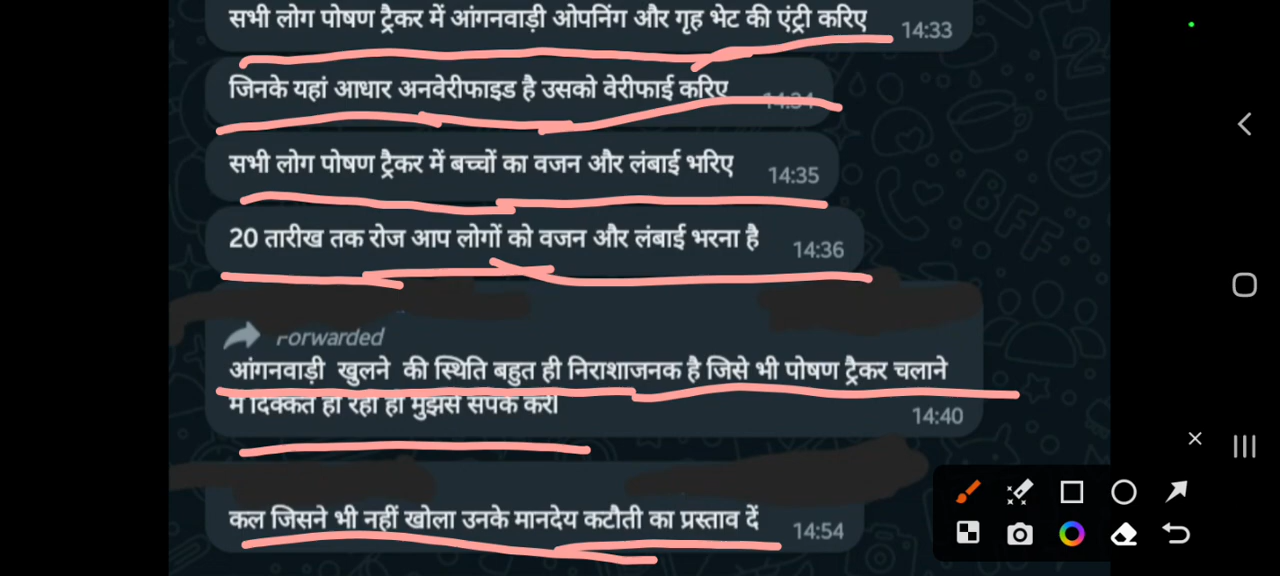 सभी लोग पोषण ट्रैकर में आंगनवाड़ी ओपनिंग और गृह भेट की एंट्री करिए 14:33
जिनके यहां आधार अनवेरीफाइड है उसको वेरीफाई करिए 14:34
सभी लोग पोषण ट्रैकर में बच्चों का वजन और लंबाई भरिए 14:35
20 तारीख तक रोज आप लोगों को वजन और लंबाई भरना है 14:36
Forwarded
आंगनवाड़ी खुलने की स्थिति बहुत ही निराशाजनक है जिसे भी पोषण ट्रैकर चलाने
में दिक्कत हो रही हो मुझसे संपर्क करें 14:40
कल जिसने भी नहीं खोला उनके मानदेय कटौती का प्रस्ताव दें 14:54